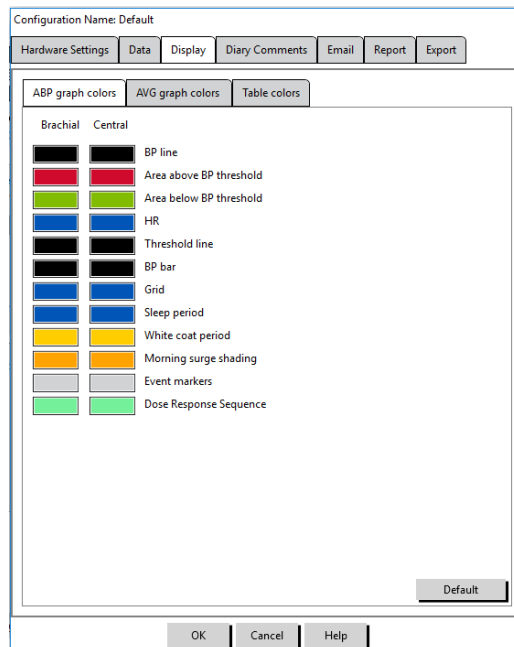 Configuration Name: Default
Hardware Settings Data Display Diary Comments Email Report Export
ABP graph colors AVG graph colors Table colors
Brachial Central
BP line
Area above BP threshold
Area below BP threshold
HR
Threshold line
BP bar
Grid
Sleep period
White coat period
Morning surge shading
Event markers
Dose Response Sequence
Default
OK Cancel Help